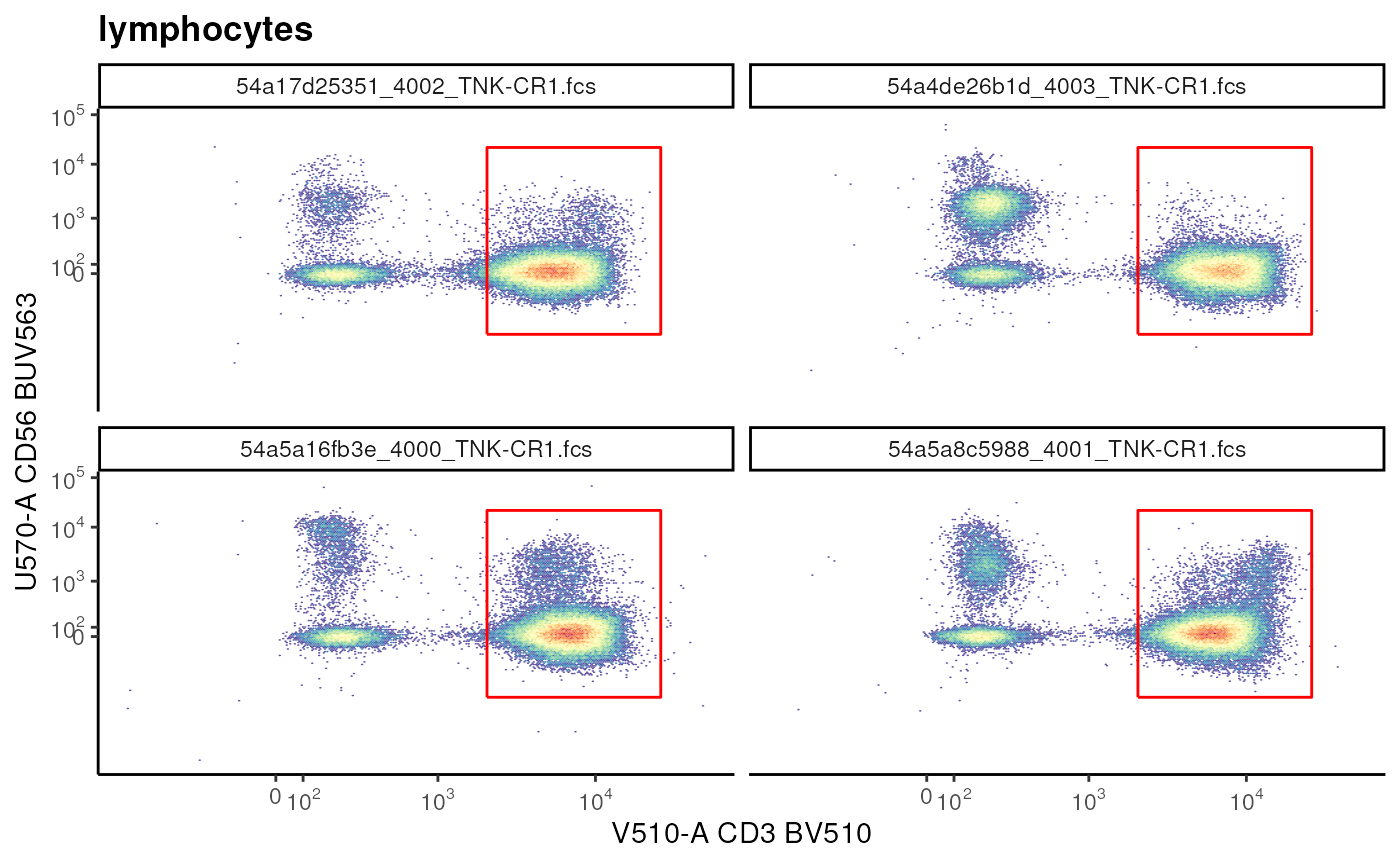 lymphocytes
54a17d25351_4002_TNK-CR1.fcs
54a4de26b1d_4003_TNK-CR1.fcs
10^5
10^4
10^3
10^2
0
54a5a16fb3e_4000_TNK-CR1.fcs
54a5a8c5988_4001_TNK-CR1.fcs
10^5
10^4
10^3
10^2
0
U570-A CD56 BUV563
0 10^2 10^3 10^4
0 10^2 10^3 10^4
V510-A CD3 BV510